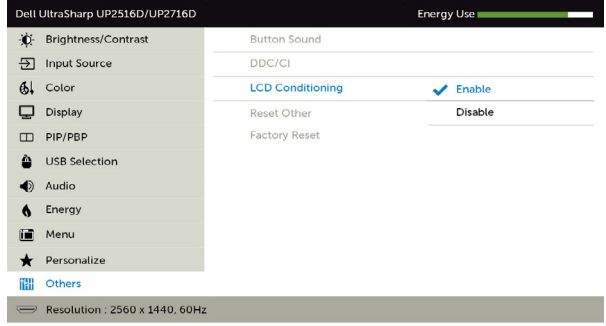 Dell UltraSharp UP2516D/UP2716D Energy Use
Brightness/Contrast
Input Source
Color
Display
PIP/PBP
USB Selection
Audio
Energy
Menu
Personalize
Others
Button Sound
DDC/CI
LCD Conditioning
Reset Other
Factory Reset
Enable
Disable
Resolution : 2560 x 1440, 60Hz